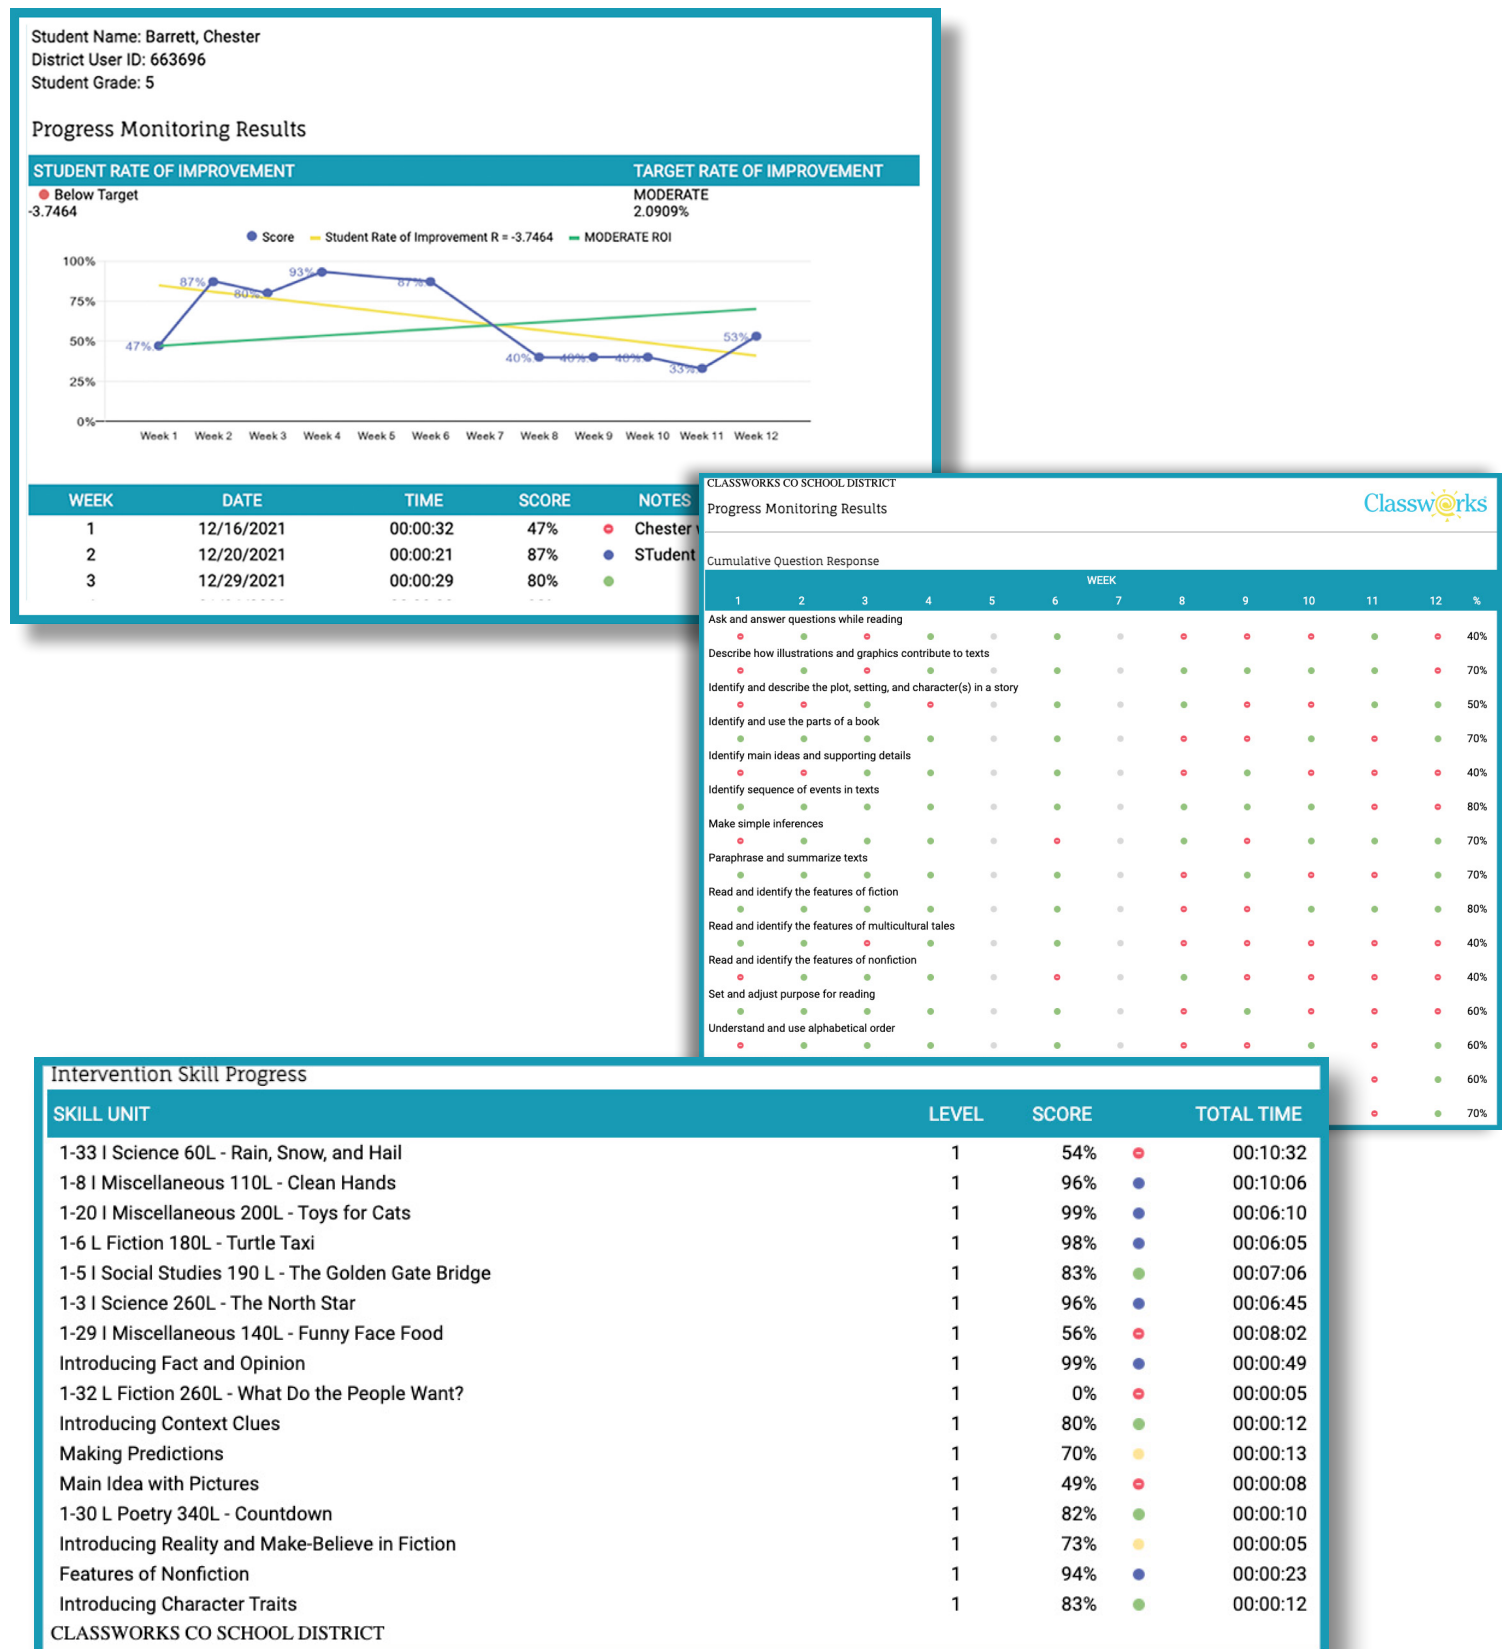 Student Name: Barrett, Chester
District User ID: 663696
Student Grade: 5
Progress Monitoring Results
STUDENT RATE OF IMPROVEMENT TARGET RATE OF IMPROVEMENT
Below Target MODERATE
-3.7464 2.0909%
Score Student Rate of Improvement R = -3.7464 MODERATE ROI
100%
75%
50%
25%
0%
47% 87% 80% 93% 87% 40% 40% 40% 33% 53%
Week 1 Week 2 Week 3 Week 4 Week 5 Week 6 Week 7 Week 8 Week 9 Week 10 Week 11 Week 12
WEEK DATE TIME SCORE NOTES
1 12/16/2021 00:00:32 47% Chester
2 12/20/2021 00:00:21 87% STudent
3 12/29/2021 00:00:29 80%
CLASSWORKS CO SCHOOL DISTRICT
Progress Monitoring Results
Classworks
Cumulative Question Response
WEEK
1 2 3 4 5 6 7 8 9 10 11 12 %
Ask and answer questions while reading
40%
Describe how illustrations and graphics contribute to texts
70%
Identify and describe the plot, setting, and character(s) in a story
50%
Identify and use the parts of a book
70%
Identify main ideas and supporting details
40%
Identify sequence of events in texts
80%
Make simple inferences
70%
Paraphrase and summarize texts
70%
Read and identify the features of fiction
80%
Read and identify the features of multicultural tales
40%
Read and identify the features of nonfiction
40%
Set and adjust purpose for reading
60%
Understand and use alphabetical order
60%
60%
70%
Intervention Skill Progress
SKILL UNIT LEVEL SCORE TOTAL TIME
1-33 I Science 60L - Rain, Snow, and Hail 1 54% 00:10:32
1-8 I Miscellaneous 110L - Clean Hands 1 96% 00:10:06
1-20 I Miscellaneous 200L - Toys for Cats 1 99% 00:06:10
1-6 L Fiction 180L - Turtle Taxi 1 98% 00:06:05
1-5 I Social Studies 190 L - The Golden Gate Bridge 1 83% 00:07:06
1-3 I Science 260L - The North Star 1 96% 00:06:45
1-29 I Miscellaneous 140L - Funny Face Food 1 56% 00:08:02
Introducing Fact and Opinion 1 99% 00:00:49
1-32 L Fiction 260L - What Do the People Want? 1 0% 00:00:05
Introducing Context Clues 1 80% 00:00:12
Making Predictions 1 70% 00:00:13
Main Idea with Pictures 1 49% 00:00:08
1-30 L Poetry 340L - Countdown 1 82% 00:00:10
Introducing Reality and Make-Believe in Fiction 1 73% 00:00:05
Features of Nonfiction 1 94% 00:00:23
Introducing Character Traits 1 83% 00:00:12
CLASSWORKS CO SCHOOL DISTRICT